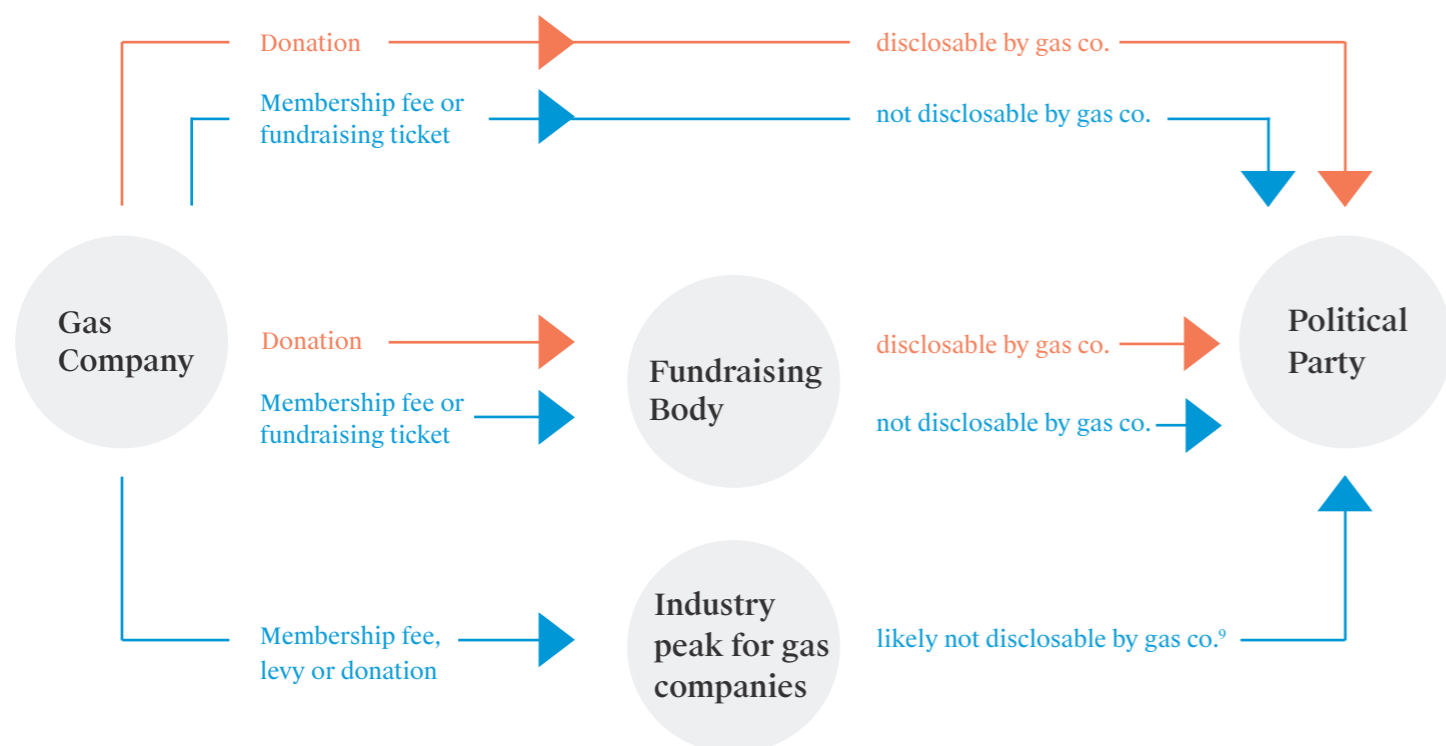 Donation
disclosable by gas co.
Membership fee or
fundraising ticket
not disclosable by gas co.
Gas
Company
Donation
Membership fee or
fundraising ticket
Fundraising
Body
disclosable by gas co.
not disclosable by gas co.
Political
Party
Membership fee,
levy or donation
Industry
peak for gas
companies
likely not disclosable by gas co.⁹